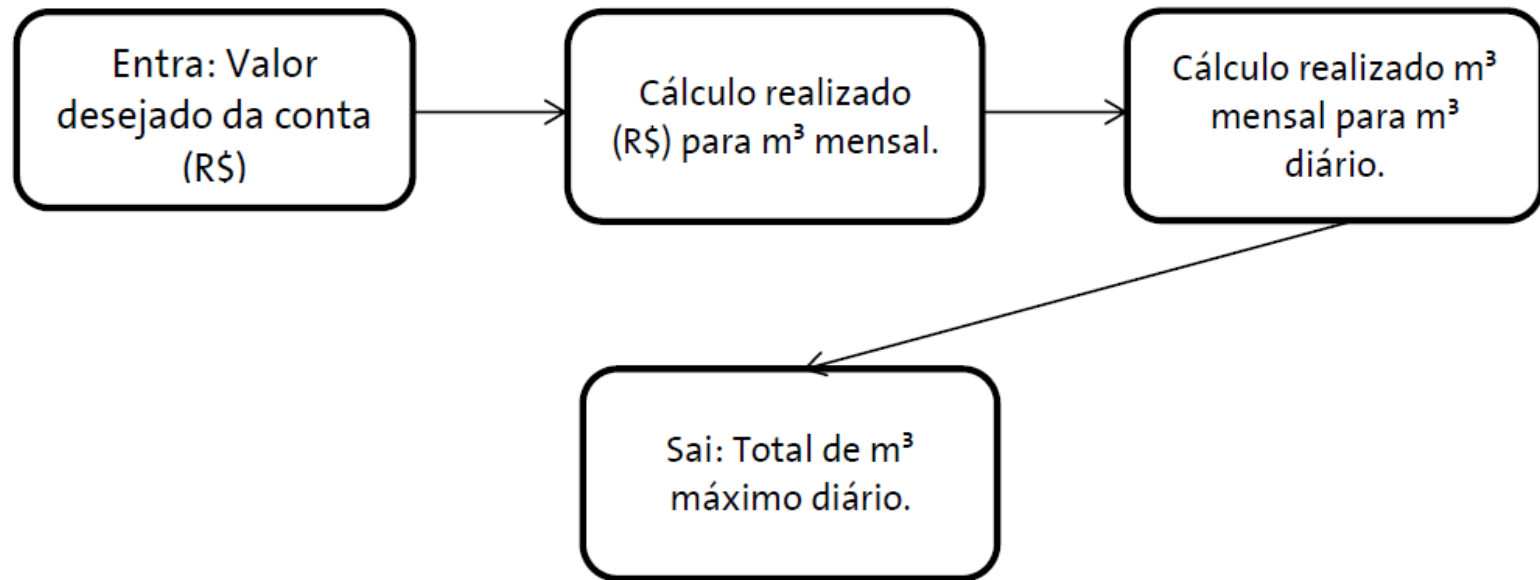 Entra: Valor
desejado da conta
(R$)
Cálculo realizado
(R$) para m³ mensal.
Cálculo realizado m³
mensal para m³
diário.
Sai: Total de m³
máximo diário.